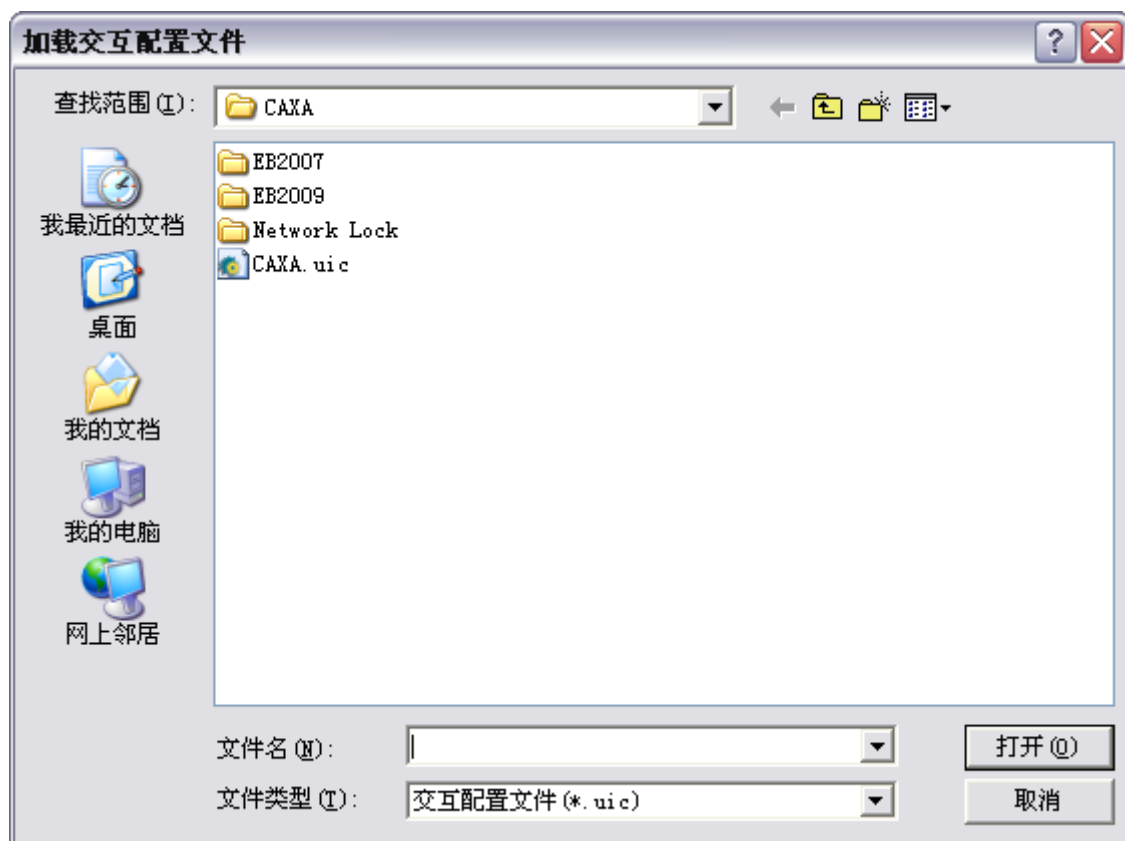 加载交互配置文件
查找范围(I):
CAXA
EB2007
EB2009
Network Lock
CAXA.uic
我最近的文档
桌面
我的文档
我的电脑
网上邻居
文件名(N):
打开(O)
文件类型(T):
交互配置文件(*.uic)
取消